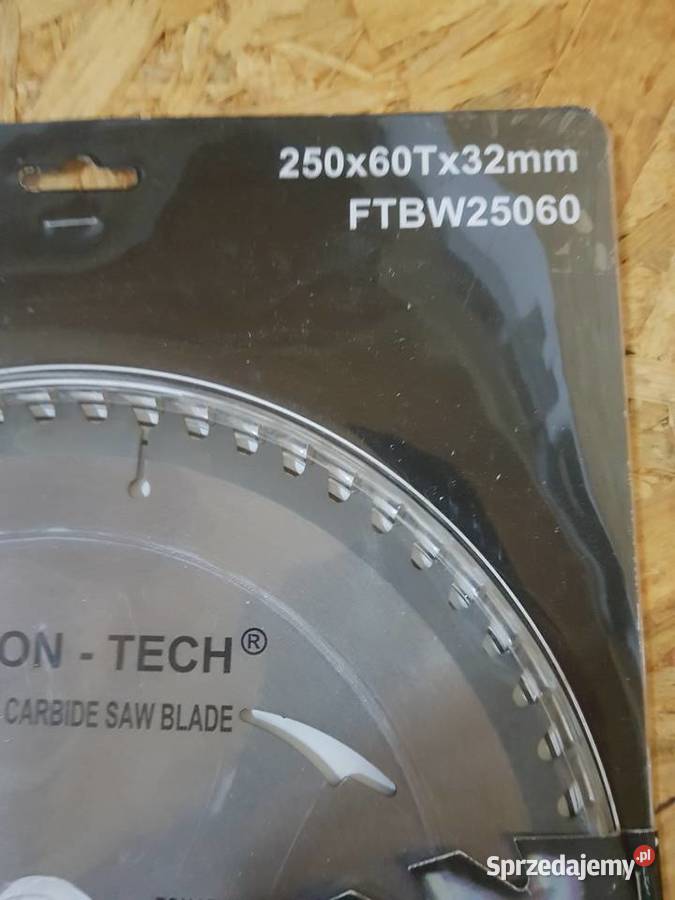 250x60Tx32mm
FTBW25060
ON - TECH®
CARBIDE SAW BLADE
Sprzedajemy.pl